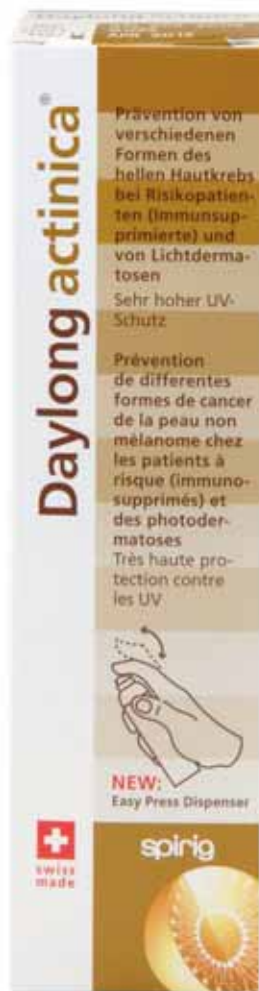 Daylong actinica®
Prävention von
verschiedenen
Formen des
hellen Hautkrebs
bei Risikopatien-
ten (Immunsup-
primierte) und
von Lichtderma-
tosen
Sehr hoher UV-
Schutz
Prévention
de differentes
formes de cancer
de la peau non
mélanome chez
les patients à
risque (immuno-
supprimés) et
des photoder-
matoses
Très haute pro-
tection contre
les UV
NEW:
Easy Press Dispenser
swiss
made
spirig